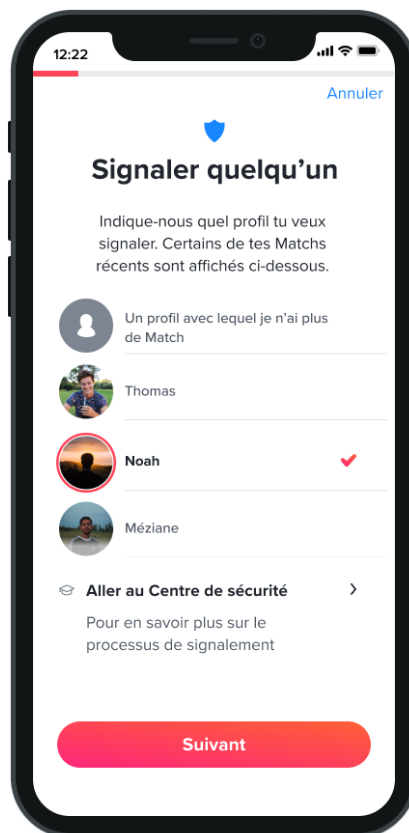 12:22
Annuler
Signaler quelqu’un
Indique-nous quel profil tu veux
signaler. Certains de tes Matchs
récents sont affichés ci-dessous.
Un profil avec lequel je n’ai plus
de Match
Thomas
Noah
Méziane
Aller au Centre de sécurité
Pour en savoir plus sur le
processus de signalement
Suivant